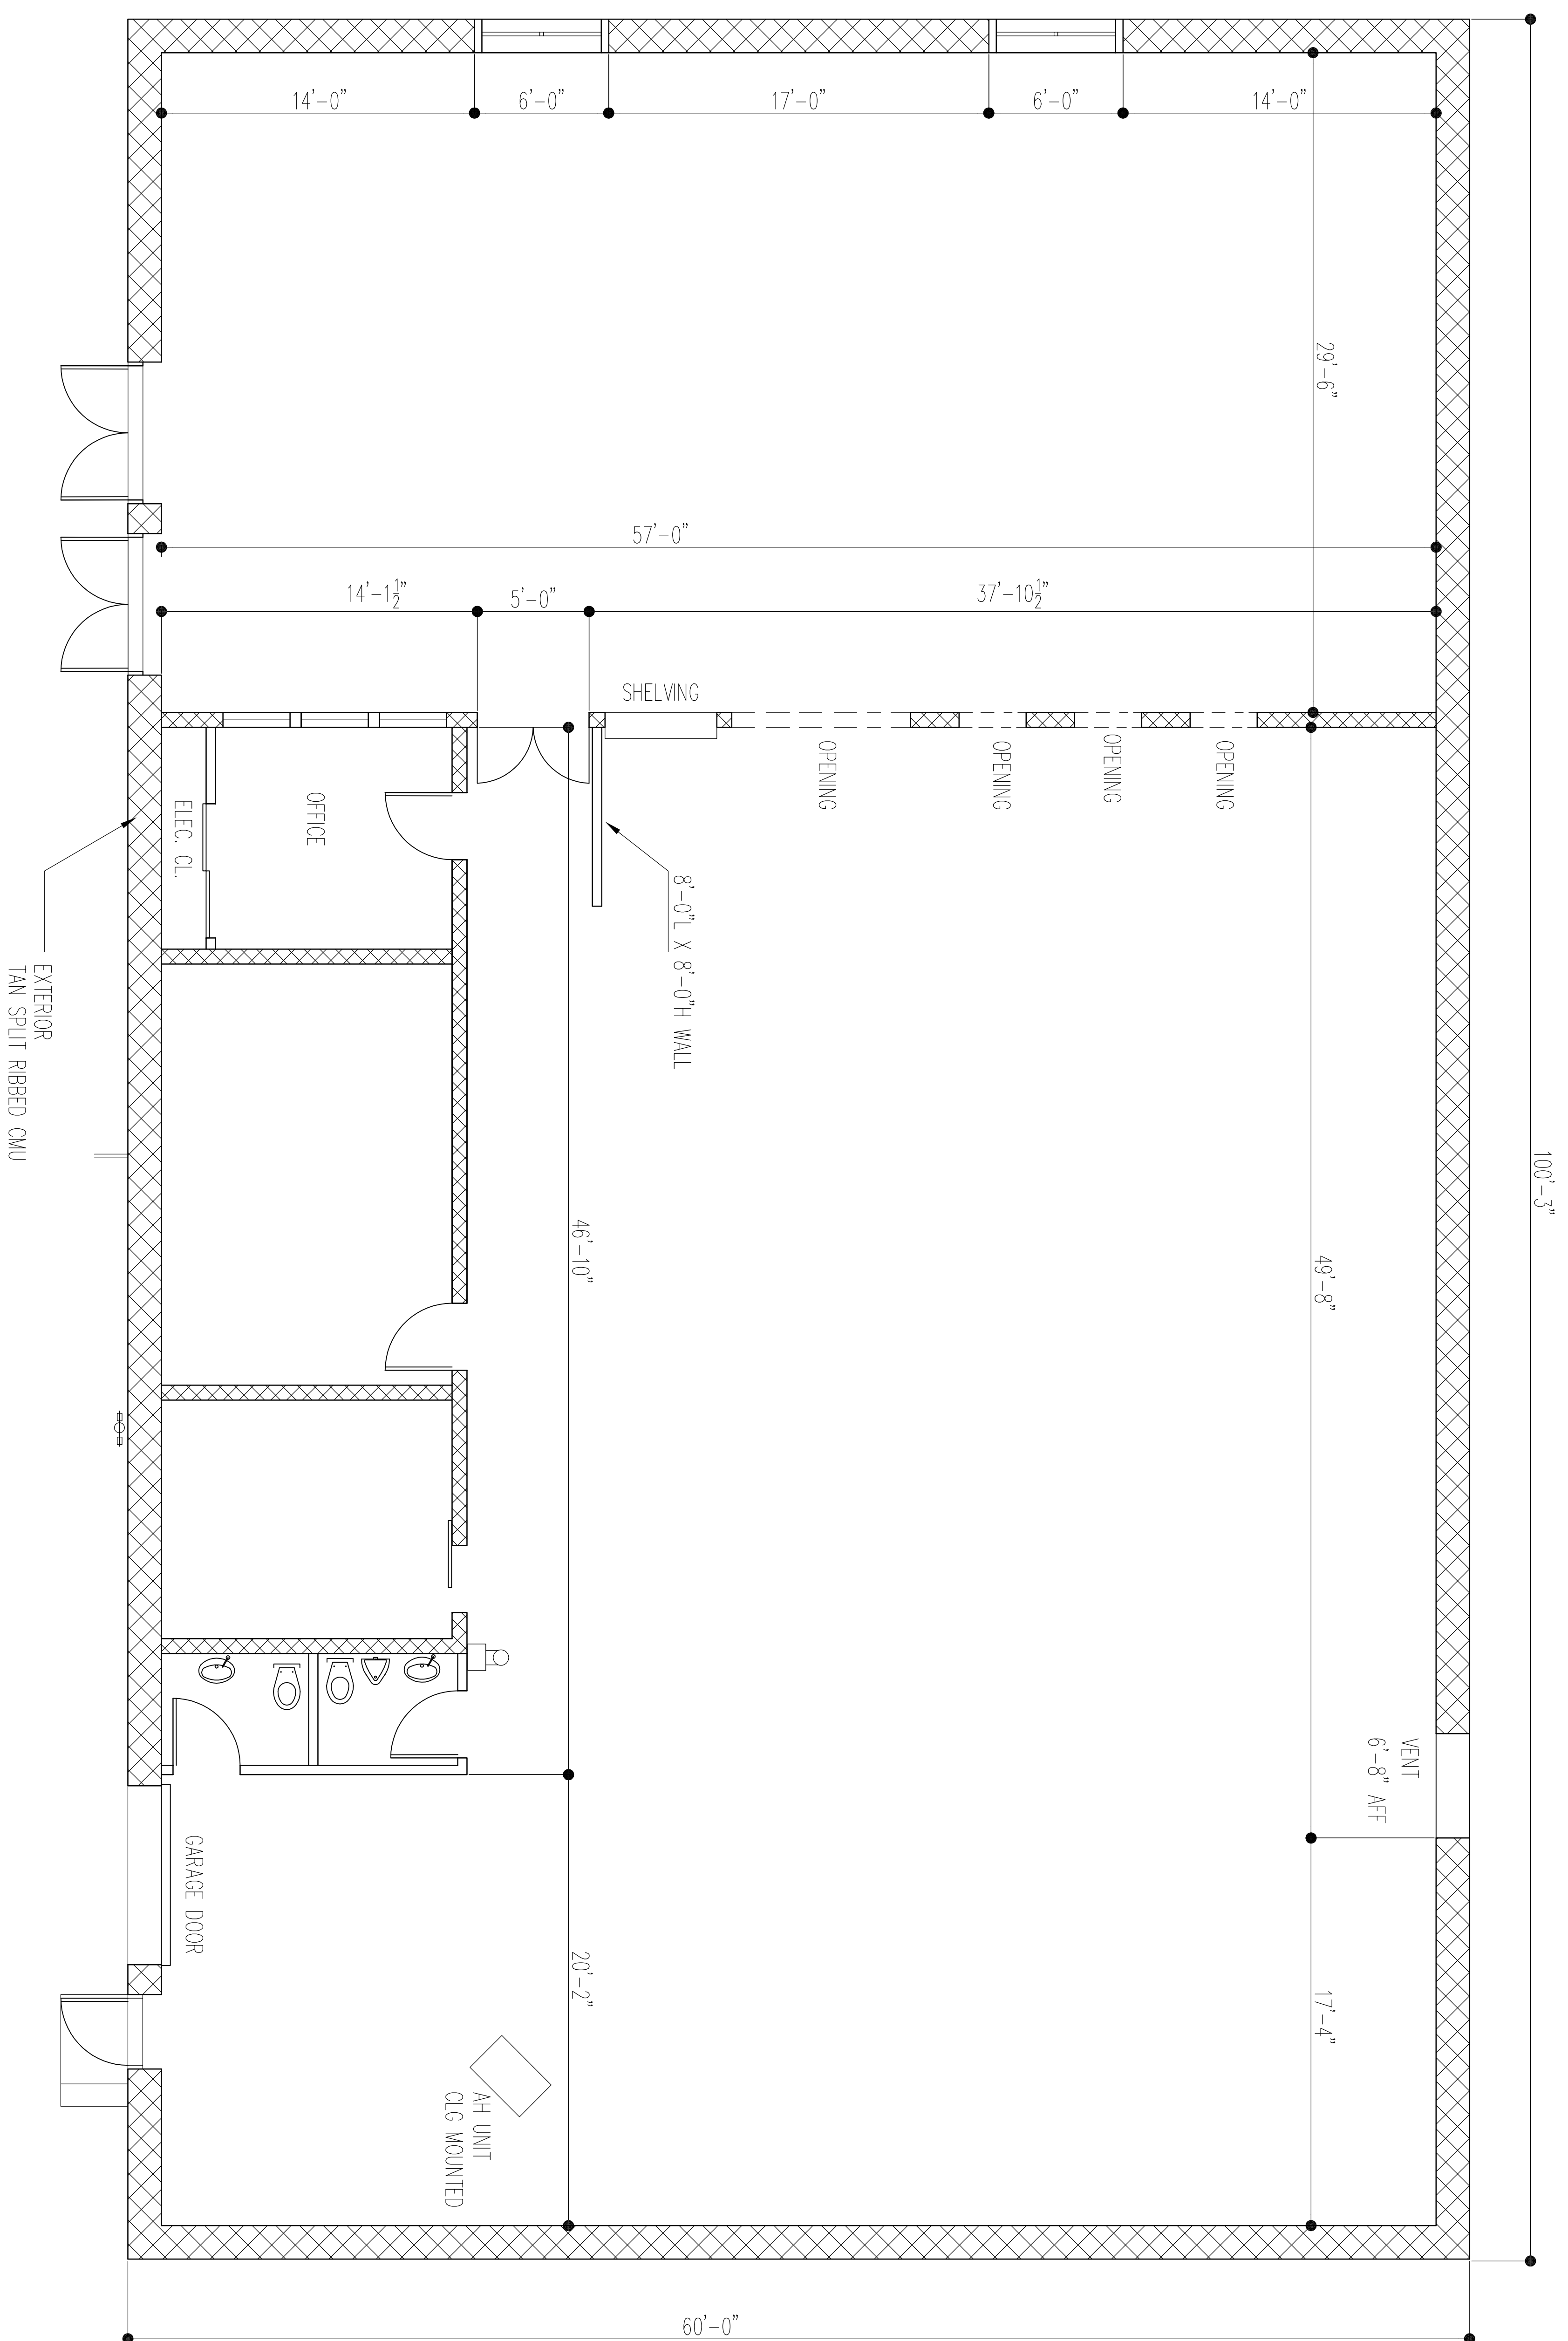 14'-0"
6'-0"
17'-0"
6'-0"
14'-0"
29'-6"
57'-0"
14'-1½"
5'-0"
37'-10½"
SHELVING
OPENING
OPENING
OPENING
OPENING
OFFICE
ELEC. CL.
8'-0"L X 8'-0"H WALL
EXTERIOR
TAN SPLIT RIBBED CMU
100'-3"
46'-10"
49'-8"
VENT
6'-8" AFF
GARAGE DOOR
20'-2"
17'-4"
AH UNIT
CLG MOUNTED
60'-0"